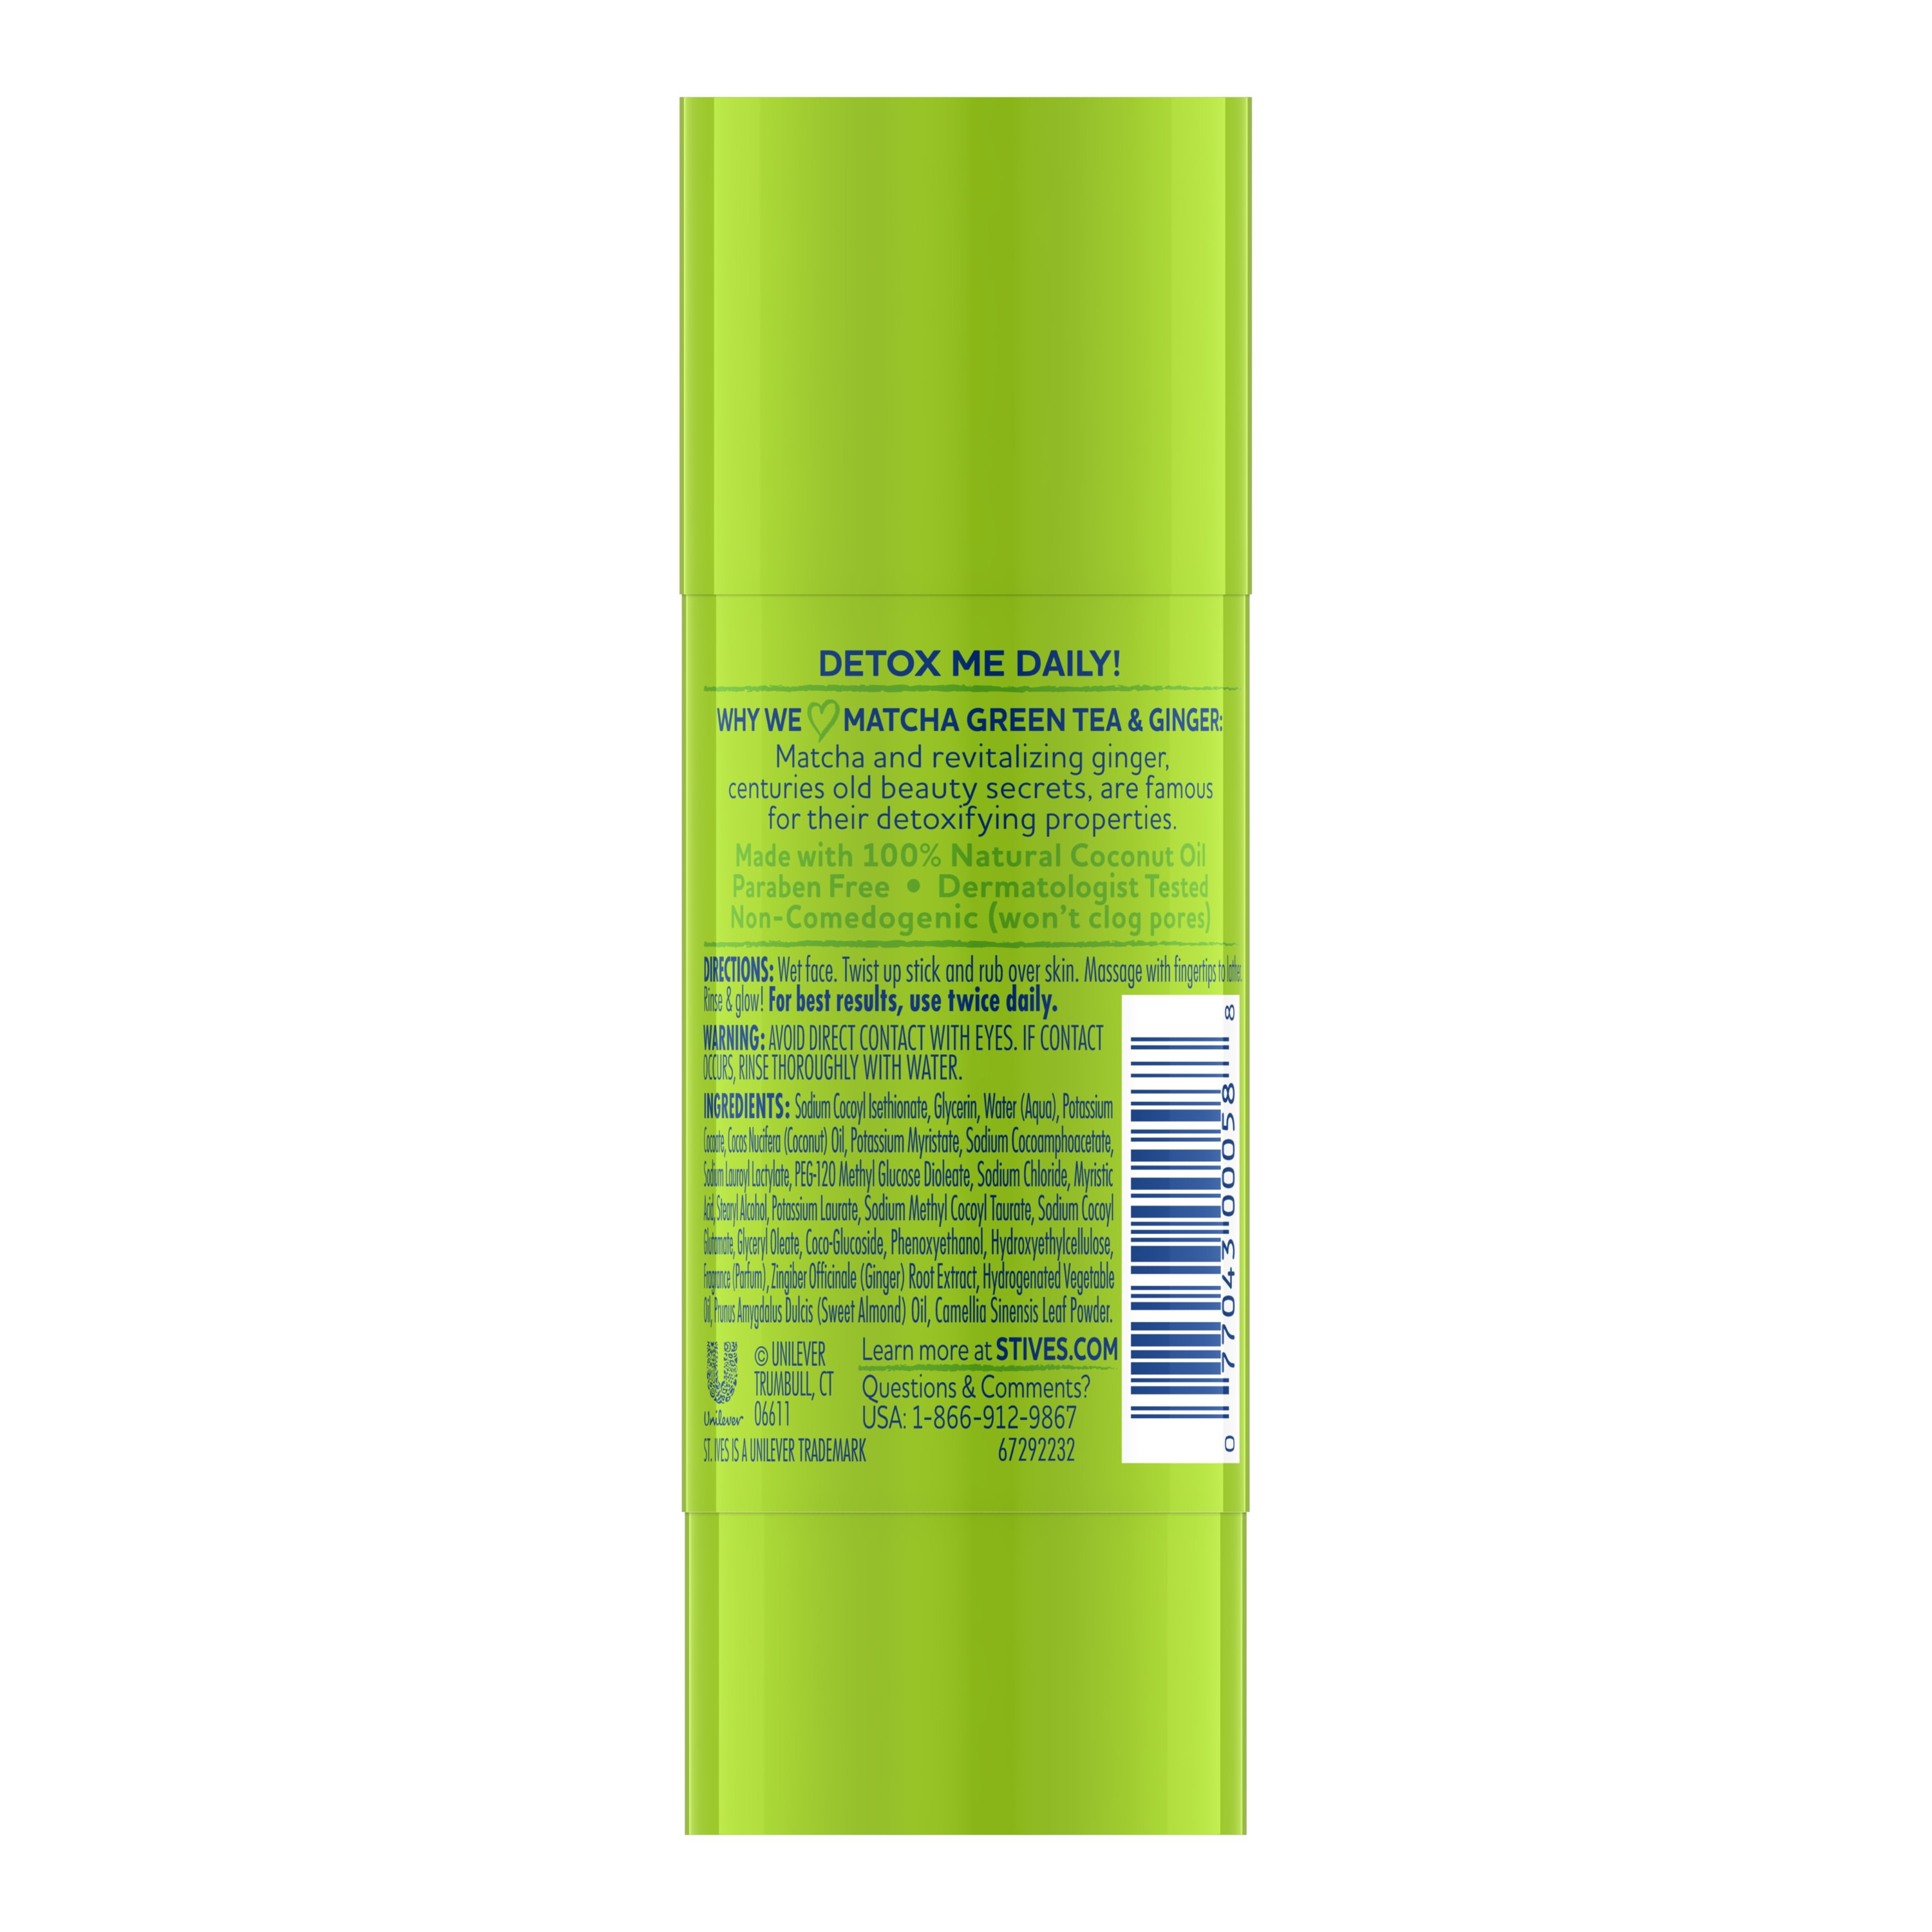 DETOX ME DAILY!
WHY WE MATCHA GREEN TEA & GINGER:
Matcha and revitalizing ginger,
centuries old beauty secrets, are famous
for their detoxifying properties.
Made with 100% Natural Coconut Oil
Paraben Free • Dermatologist Tested
Non-Comedogenic (won't clog pores)
DIRECTIONS: Wet face. Twist up stick and rub over skin. Massage with fingertips to lather.
Rinse & glow! For best results, use twice daily.
WARNING: AVOID DIRECT CONTACT WITH EYES. IF CONTACT
OCCURS, RINSE THOROUGHLY WITH WATER.
INGREDIENTS: Sodium Cocoyl Isethionate, Glycerin, Water (Aqua), Potassium
Cocoate, Cocos Nucifera (Coconut) Oil, Potassium Myristate, Sodium Cocoamphoacetate,
Sodium Lauroyl Lactylate, PEG-120 Methyl Glucose Dioleate, Sodium Chloride, Myristic
Acid, Stearyl Alcohol, Potassium Laurate, Sodium Methyl Cocoyl Taurate, Sodium Cocoyl
Glutamate, Glyceryl Oleate, Coco-Glucoside, Phenoxyethanol, Hydroxyethylcellulose,
Fragrance (Parfum), Zingiber Officinale (Ginger) Root Extract, Hydrogenated Vegetable
Oil, Prunus Amygdalus Dulcis (Sweet Almond) Oil, Camellia Sinensis Leaf Powder.
Unilever
© UNILEVER
TRUMBULL, CT
06611
Learn more at STIVES.COM
Questions & Comments?
USA: 1-866-912-9867
ST. IVES IS A UNILEVER TRADEMARK
67292232
0 77043 00058 8